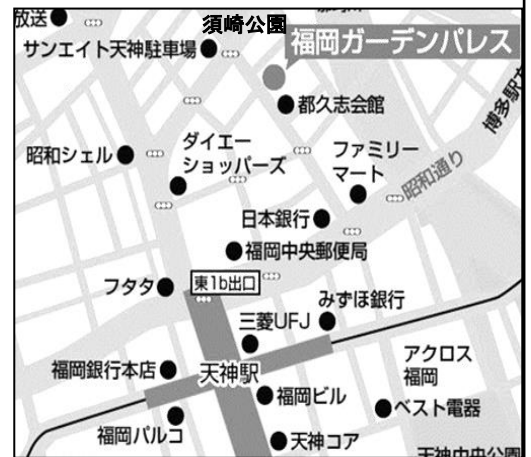 放送
須崎公園
サンエイト天神駐車場
福岡ガーデンパレス
都久志会館
博多駅
昭和シェル
ダイエー
ショッパーズ
ファミリー
マート
昭和通り
日本銀行
福岡中央郵便局
フタタ
東1b出口
みずほ銀行
三菱UFJ
福岡銀行本店
天神駅
アクロス
福岡
福岡ビル
ベスト電器
福岡パルコ
天神コア
天神中央公園